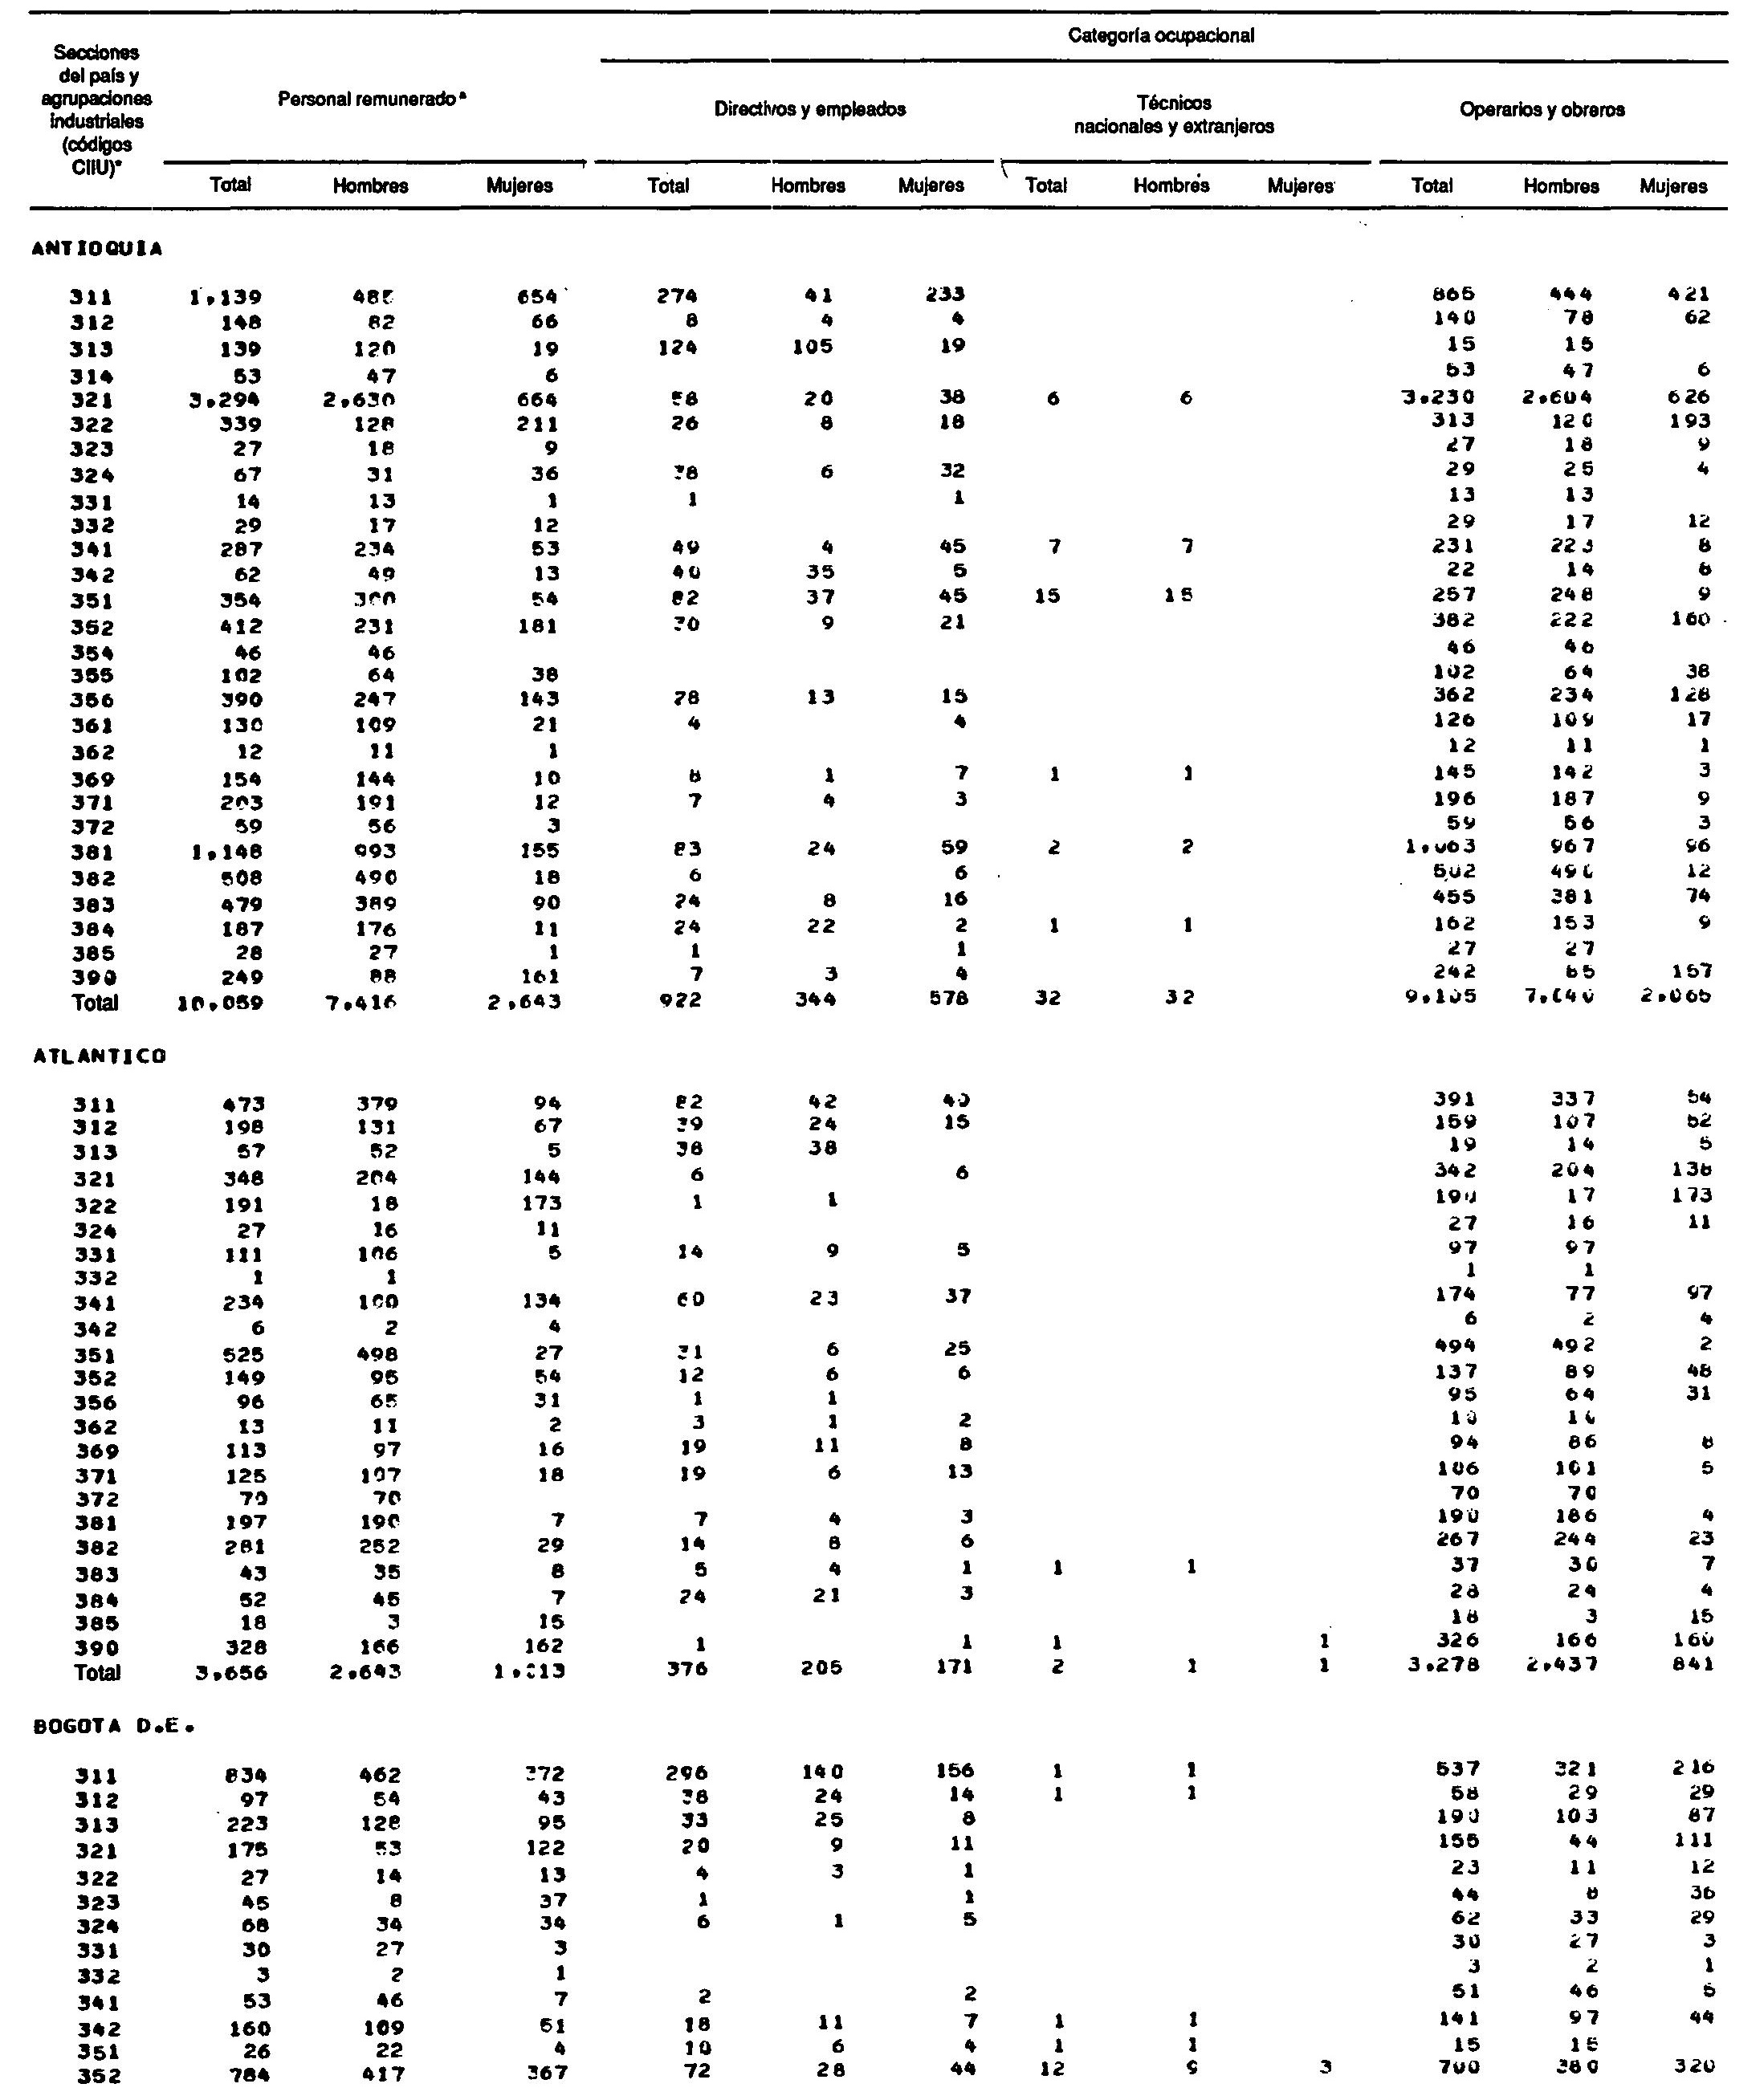 Secciones del país y agrupaciones industriales (códigos CIIU)* Personal remunerado ª Categoría ocupacional
Directivos y empleados Técnicos nacionales y extranjeros Operarios y obreros
Total Hombres Mujeres Total Hombres Mujeres Total Hombres Mujeres Total Hombres Mujeres
ANTIOQUIA
311 1,139 485 654 274 41 233 865 444 421
312 148 82 66 8 4 4 140 78 62
313 139 120 19 124 105 19 15 15
314 53 47 6 53 47 6
321 3,294 2,630 664 58 20 38 6 6 3,230 2,604 626
322 339 128 211 26 8 18 313 120 193
323 27 18 9 27 18 9
324 67 31 36 38 6 32 29 25 4
331 14 13 1 1 1 13 13
332 29 17 12 29 17 12
341 287 234 53 49 4 45 7 7 231 223 8
342 62 49 13 40 35 5 22 14 8
351 354 300 54 82 37 45 15 15 257 248 9
352 412 231 181 30 9 21 382 222 160
354 46 46 46 46
355 102 64 38 102 64 38
356 390 247 143 28 13 15 362 234 128
361 130 109 21 4 4 126 109 17
362 12 11 1 12 11 1
369 154 144 10 8 1 7 1 1 145 142 3
371 203 191 12 7 4 3 196 187 9
372 59 56 3 59 56 3
381 1,148 993 155 83 24 59 2 2 1,063 967 96
382 508 490 18 6 6 502 490 12
383 479 389 90 24 8 16 455 381 74
384 187 176 11 24 22 2 1 1 162 153 9
385 28 27 1 1 1 27 27
390 249 88 161 7 3 4 242 85 157
Total 10,059 7,416 2,643 922 344 578 32 32 9,105 7,040 2,065
ATLANTICO
311 473 379 94 82 42 40 391 337 54
312 198 131 67 39 24 15 159 107 52
313 57 52 5 38 38 19 14 5
321 348 204 144 6 6 342 204 138
322 191 18 173 1 1 190 17 173
324 27 16 11 27 16 11
331 111 106 5 14 9 5 97 97
332 1 1 1 1
341 234 100 134 60 23 37 174 77 97
342 6 2 4 6 2 4
351 525 498 27 31 6 25 494 492 2
352 149 95 54 12 6 6 137 89 48
356 96 65 31 1 1 95 64 31
362 13 11 2 3 1 2 10 10
369 113 97 16 19 11 8 94 86 8
371 125 107 18 19 6 13 106 101 5
372 70 70 70 70
381 197 190 7 7 4 3 190 186 4
382 281 252 29 14 8 6 267 244 23
383 43 35 8 5 4 1 1 1 37 30 7
384 52 45 7 24 21 3 28 24 4
385 18 3 15 18 3 15
390 328 166 162 1 1 1 1 326 166 160
Total 3,656 2,643 1,013 376 205 171 2 1 1 3,278 2,437 841
BOGOTA D.E.
311 834 462 372 296 140 156 1 1 537 321 216
312 97 54 43 38 24 14 1 1 58 29 29
313 223 128 95 33 25 8 190 103 87
321 175 53 122 20 9 11 155 44 111
322 27 14 13 4 3 1 23 11 12
323 45 8 37 1 1 44 8 36
324 68 34 34 6 1 5 62 33 29
331 30 27 3 30 27 3
332 3 2 1 3 2 1
341 53 46 7 2 2 51 46 5
342 160 109 51 18 11 7 1 1 141 97 44
351 26 22 4 10 6 4 1 1 15 15
352 784 417 367 72 28 44 12 9 3 700 380 320